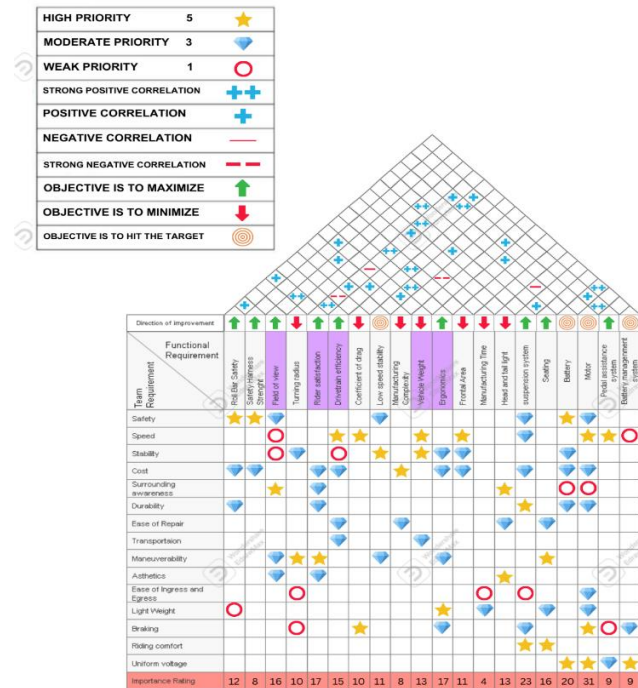 HIGH PRIORITY 5
MODERATE PRIORITY 3
WEAK PRIORITY 1
STRONG POSITIVE CORRELATION
POSITIVE CORRELATION
NEGATIVE CORRELATION
STRONG NEGATIVE CORRELATION
OBJECTIVE IS TO MAXIMIZE
OBJECTIVE IS TO MINIMIZE
OBJECTIVE IS TO HIT THE TARGET
Direction of improvement
Functional
Requirement
Team
Requirement
Roll Bar Safety
Safety Harness
Strenght
Field of view
Turning radius
Rider satisfaction
Drivetrain efficiency
Coefficient of drag
Low speed stability
Manufacturing
Complexity
Vehicle Weight
Ergonomics
Frontal Area
Manufacturing Time
Head and tail light
suspension system
Seating
Battery
Motor
Pedal assistance
system
Battery management
system
Safety
Speed
Stability
Cost
Surrounding
awareness
Durability
Ease of Repair
Transportaion
Maneuverability
Asthetics
Ease of Ingress and
Egress
Light Weight
Braking
Riding comfort
Uniform voltage
Importance Rating 12 8 16 10 17 15 10 11 8 13 17 11 4 13 23 16 20 31 9 9